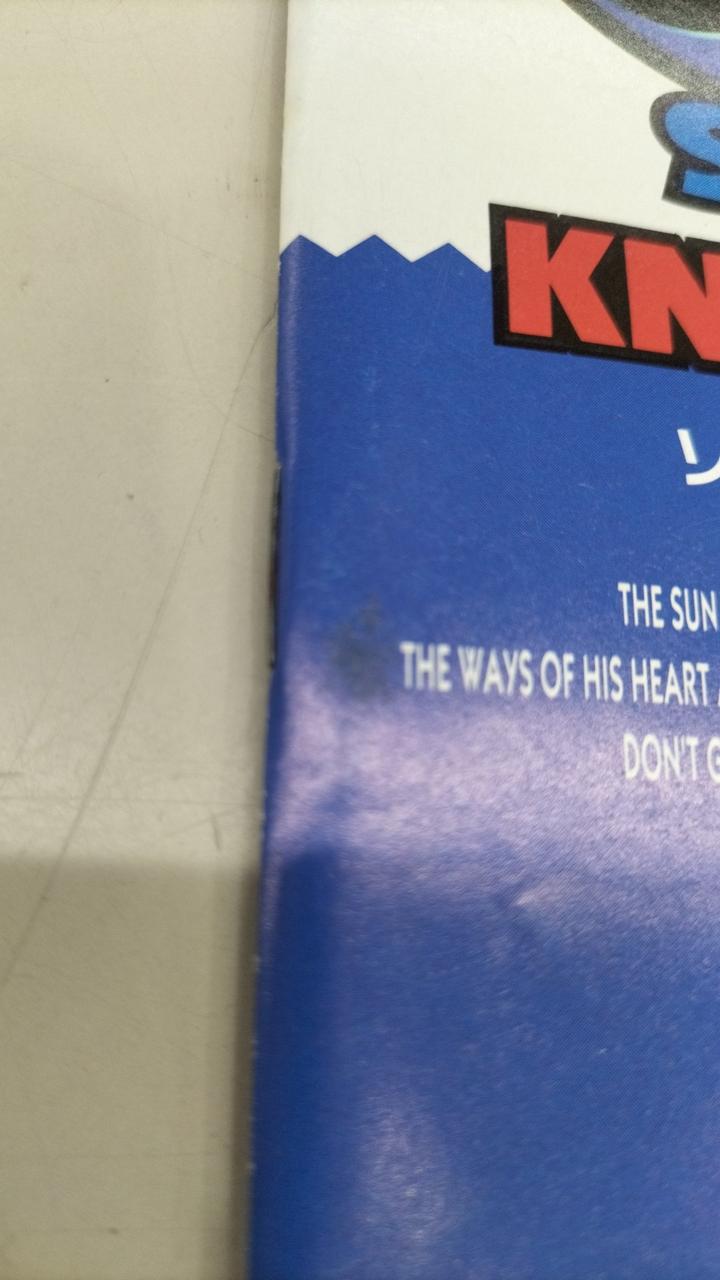 S
KN
ソ
THE SUN
THE WAYS OF HIS HEART
DON'T G